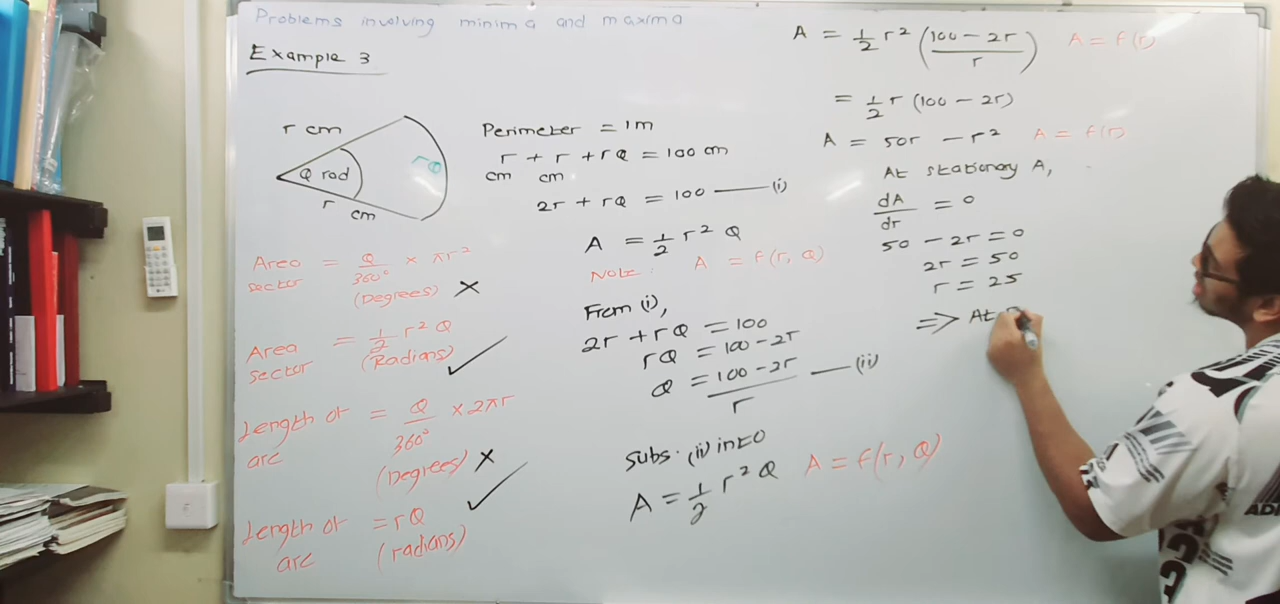 Problems involving minima and maxima
Example 3
r cm
θ rad
rθ
r cm
Area sector = θ/360° × πr²
(Degrees) ×
Area sector = 1/2 r² θ
(Radians) ✓
Length of arc = θ/360° × 2πr
(Degrees) ×
Length of arc = rθ
(radians) ✓
Perimeter = 1m
r + r + rθ = 100 cm
cm cm
2r + rθ = 100 —— (i)
A = 1/2 r² θ
Note: A = f(r, θ)
From (i),
2r + rθ = 100
rθ = 100 - 2r
θ = (100 - 2r)/r —— (ii)
Subs. (ii) into
A = 1/2 r² θ A = f(r, θ)
A = 1/2 r² ((100 - 2r)/r) A = f(r)
= 1/2 r (100 - 2r)
A = 50r - r² A = f(r)
At stationary A,
dA/dr = 0
50 - 2r = 0
2r = 50
r = 25
=> At